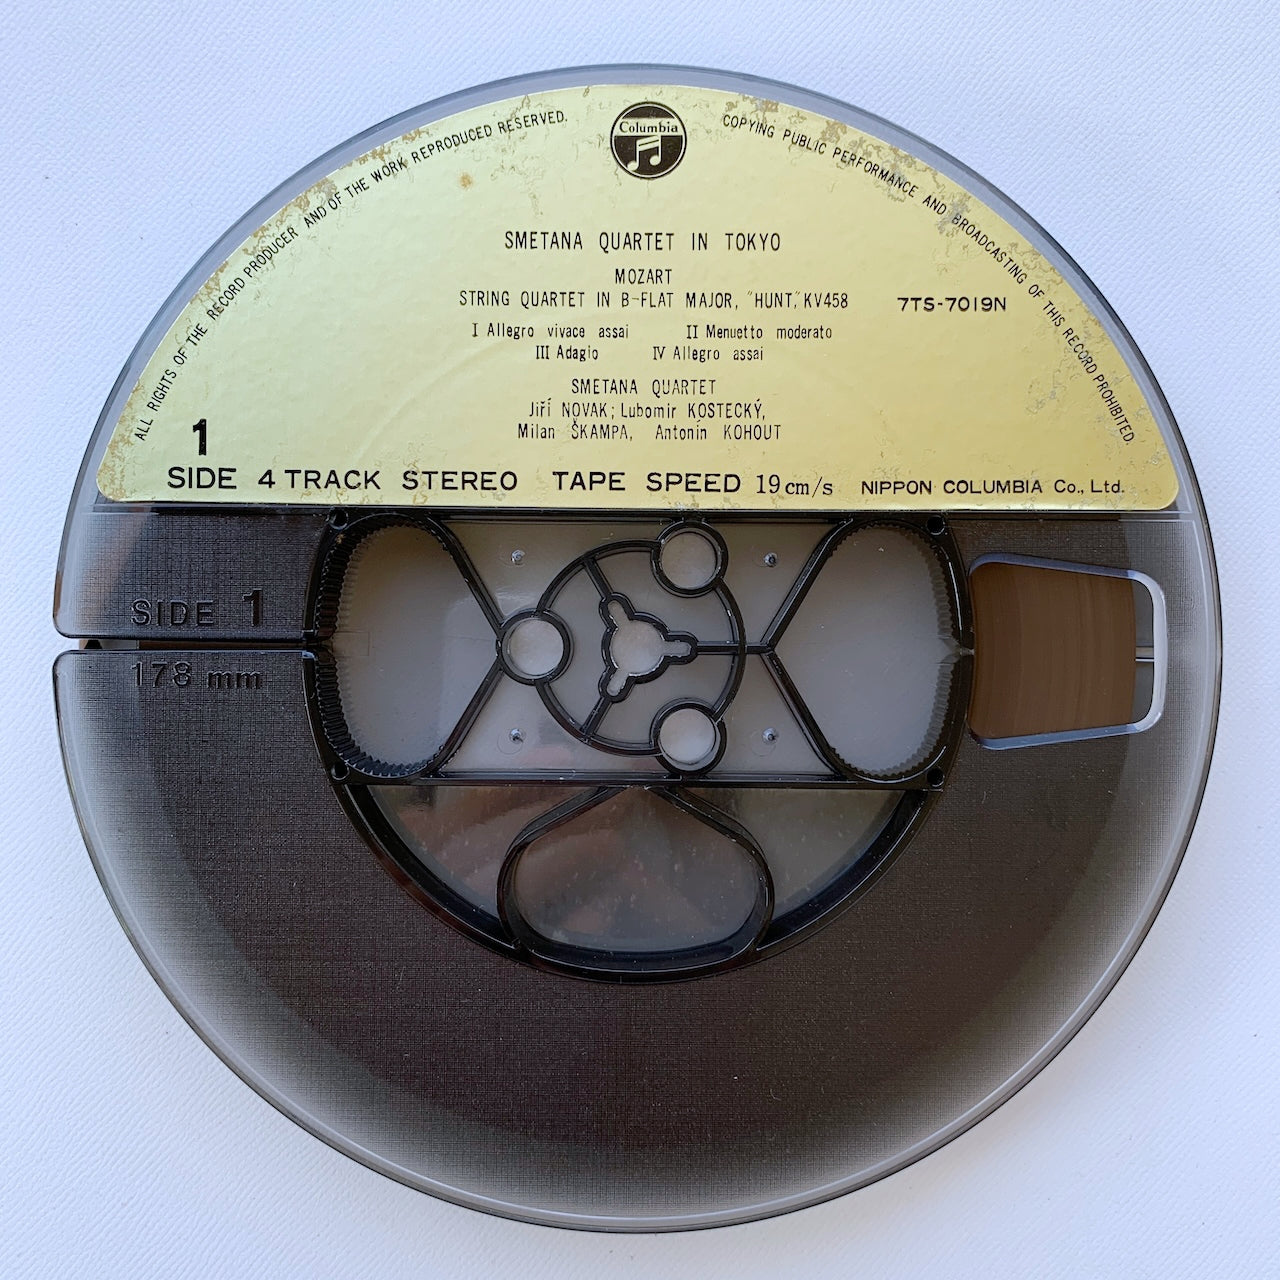 ALL RIGHTS OF THE RECORD PRODUCER AND OF THE WORK REPRODUCED RESERVED.
Columbia
COPYING PUBLIC PERFORMANCE AND BROADCASTING OF THIS RECORD PROHIBITED.
SMETANA QUARTET IN TOKYO
MOZART
STRING QUARTET IN B-FLAT MAJOR, "HUNT," KV458
7TS-7019N
I Allegro vivace assai II Menuetto moderato
III Adagio IV Allegro assai
SMETANA QUARTET
Jiří NOVAK; Lubomír KOSTECKÝ,
Milan ŠKAMPA, Antonín KOHOUT
1
SIDE 4 TRACK STEREO TAPE SPEED 19 cm/s NIPPON COLUMBIA Co., Ltd.
SIDE 1
178 mm